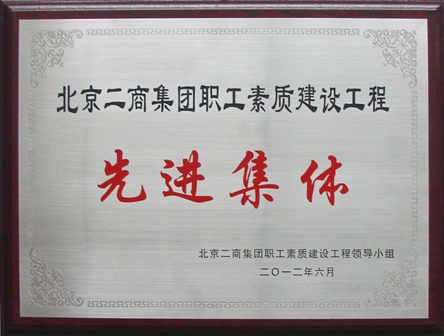 北京二商集团职工素质建设工程
先进集体
北京二商集团职工素质建设工程领导小组
二〇一二年六月